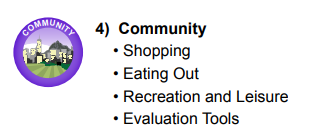 COMMUNITY
4) Community
• Shopping
• Eating Out
• Recreation and Leisure
• Evaluation Tools